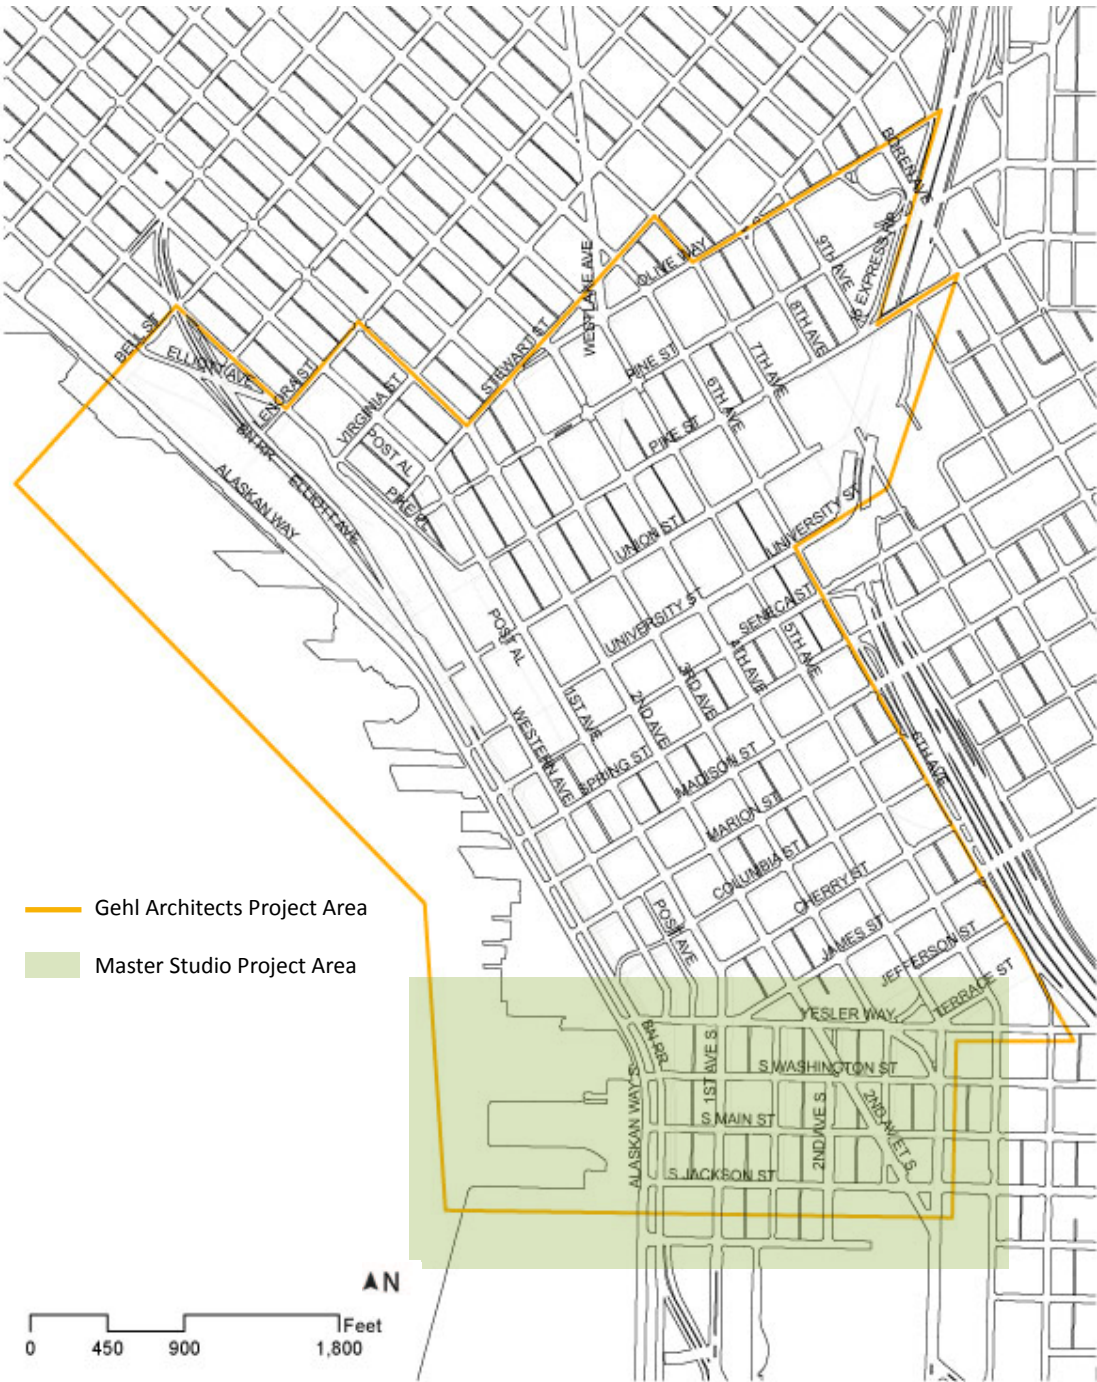 BOREN AVE
9TH AVE
I5 EXPRESS RP
WESTLAKE AVE
OLIVE WAY
8TH AVE
BELL ST
ELLIOTT AVE
LENORA ST
STEWART ST
PINE ST
7TH AVE
6TH AVE
VIRGINIA ST
POST AL
PIKE ST
BN RR
ELLIOTT AVE
ALASKAN WAY
PIKE PL
UNION ST
UNIVERSITY ST
UNIVERSITY ST
SENECA ST
POST AL
5TH AVE
4TH AVE
3RD AVE
2ND AVE
1ST AVE
WESTERN AVE
SPRING ST
MADISON ST
6TH AVE
MARION ST
COLUMBIA ST
CHERRY ST
Gehl Architects Project Area
POST AVE
JAMES ST
JEFFERSON ST
Master Studio Project Area
TERRACE ST
YESLER WAY
BN RR
1ST AVE S
S WASHINGTON ST
ALASKAN WAY S
S MAIN ST
2ND AVE S
2ND AV ET S
S JACKSON ST
N
Feet
0 450 900 1,800